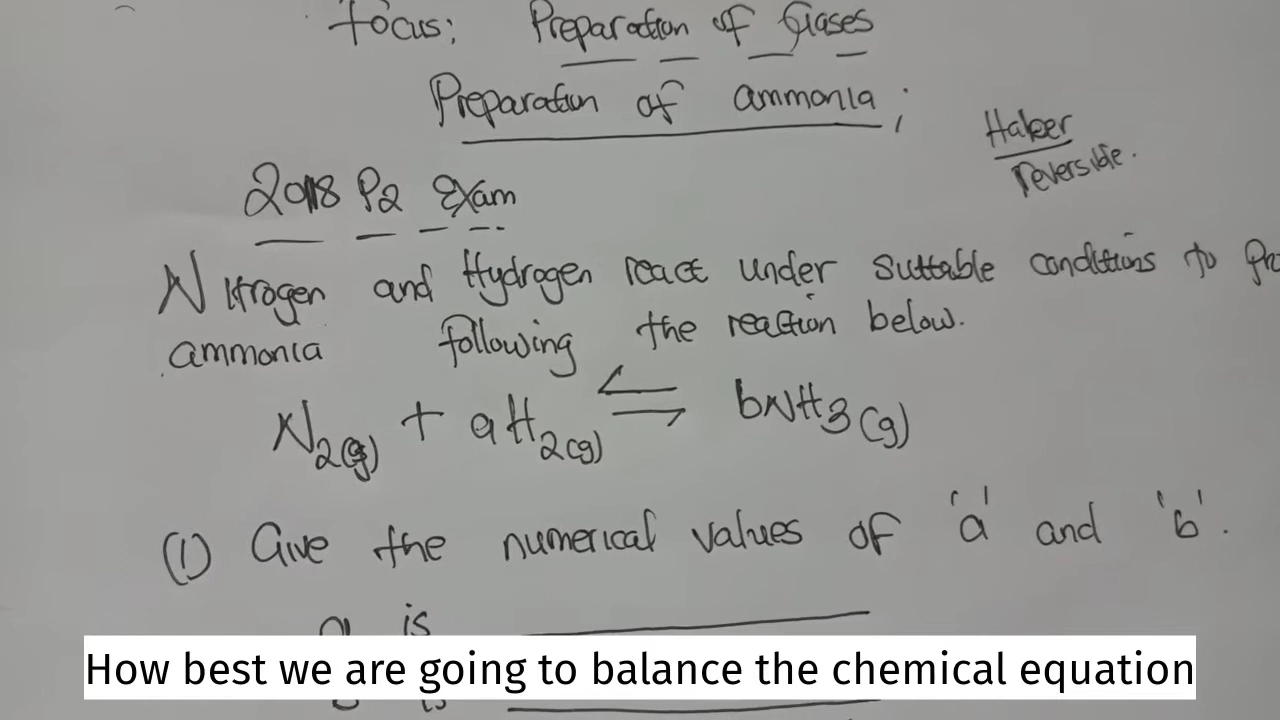 focus: Preparation of Gases
Preparation of ammonia;
Haber
reversible.
2018 P2 Exam
Nitrogen and Hydrogen react under suitable conditions to
ammonia following the reaction below.
N2(g) + aH2(g) ⇌ bNH3(g)
(1) Give the numerical values of 'a' and 'b'.
a is
How best we are going to balance the chemical equation
is